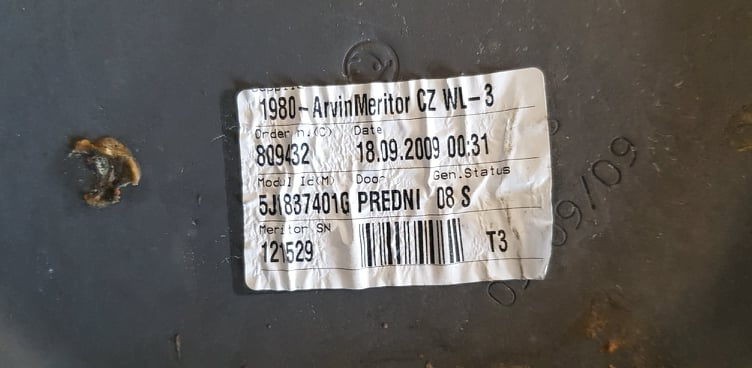 1980-ArvinMeritor CZ WL-3
Order n.(C) Date
809432 18.09.2009 00:31
Modul Id(M) Door Gen.Status
5J1837401G PREDNI 08 S
Meritor SN
121529 T3